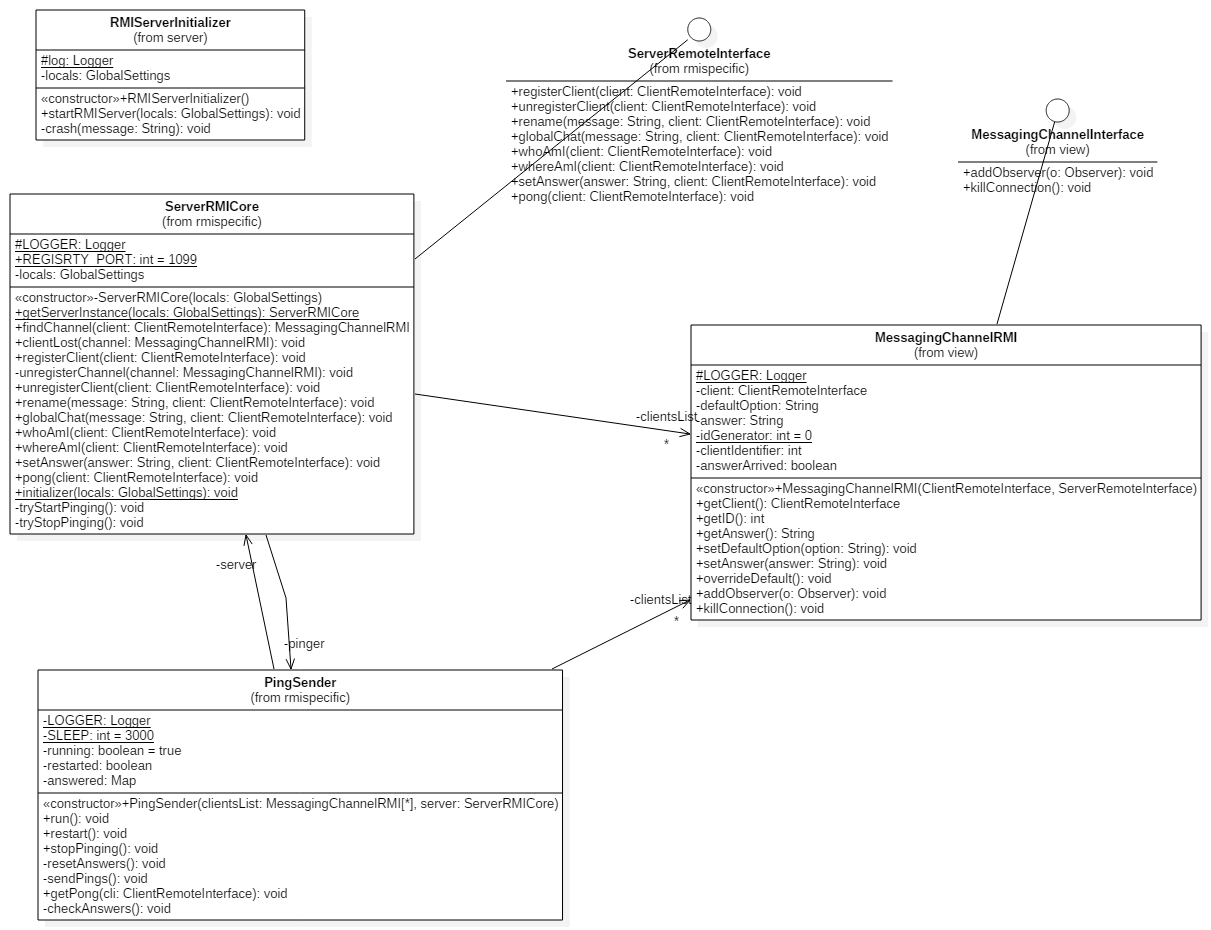 RMIServerInitializer
(from server)
#log: Logger
-locals: GlobalSettings
«constructor»+RMIServerInitializer()
+startRMIServer(locals: GlobalSettings): void
-crash(message: String): void
ServerRemoteInterface
(from rmispecific)
+registerClient(client: ClientRemoteInterface): void
+unregisterClient(client: ClientRemoteInterface): void
+rename(message: String, client: ClientRemoteInterface): void
+globalChat(message: String, client: ClientRemoteInterface): void
+whoAmI(client: ClientRemoteInterface): void
+whereAmI(client: ClientRemoteInterface): void
+setAnswer(answer: String, client: ClientRemoteInterface): void
+pong(client: ClientRemoteInterface): void
MessagingChannelInterface
(from view)
+addObserver(o: Observer): void
+killConnection(): void
ServerRMICore
(from rmispecific)
#LOGGER: Logger
+REGISRTY_PORT: int = 1099
-locals: GlobalSettings
«constructor»-ServerRMICore(locals: GlobalSettings)
+getServerInstance(locals: GlobalSettings): ServerRMICore
+findChannel(client: ClientRemoteInterface): MessagingChannelRMI
+clientLost(channel: MessagingChannelRMI): void
+registerClient(client: ClientRemoteInterface): void
-unregisterChannel(channel: MessagingChannelRMI): void
+unregisterClient(client: ClientRemoteInterface): void
+rename(message: String, client: ClientRemoteInterface): void
+globalChat(message: String, client: ClientRemoteInterface): void
+whoAmI(client: ClientRemoteInterface): void
+whereAmI(client: ClientRemoteInterface): void
+setAnswer(answer: String, client: ClientRemoteInterface): void
+pong(client: ClientRemoteInterface): void
+initializer(locals: GlobalSettings): void
-tryStartPinging(): void
-tryStopPinging(): void
-clientsList
*
MessagingChannelRMI
(from view)
#LOGGER: Logger
-client: ClientRemoteInterface
-defaultOption: String
-answer: String
-idGenerator: int = 0
-clientIdentifier: int
-answerArrived: boolean
«constructor»+MessagingChannelRMI(ClientRemoteInterface, ServerRemoteInterface)
+getClient(): ClientRemoteInterface
+getID(): int
+getAnswer(): String
+setDefaultOption(option: String): void
+setAnswer(answer: String): void
+overrideDefault(): void
+addObserver(o: Observer): void
+killConnection(): void
-server
-pinger
-clientsList
*
PingSender
(from rmispecific)
-LOGGER: Logger
-SLEEP: int = 3000
-running: boolean = true
-restarted: boolean
-answered: Map
«constructor»+PingSender(clientsList: MessagingChannelRMI[*], server: ServerRMICore)
+run(): void
+restart(): void
+stopPinging(): void
-resetAnswers(): void
-sendPings(): void
+getPong(cli: ClientRemoteInterface): void
-checkAnswers(): void